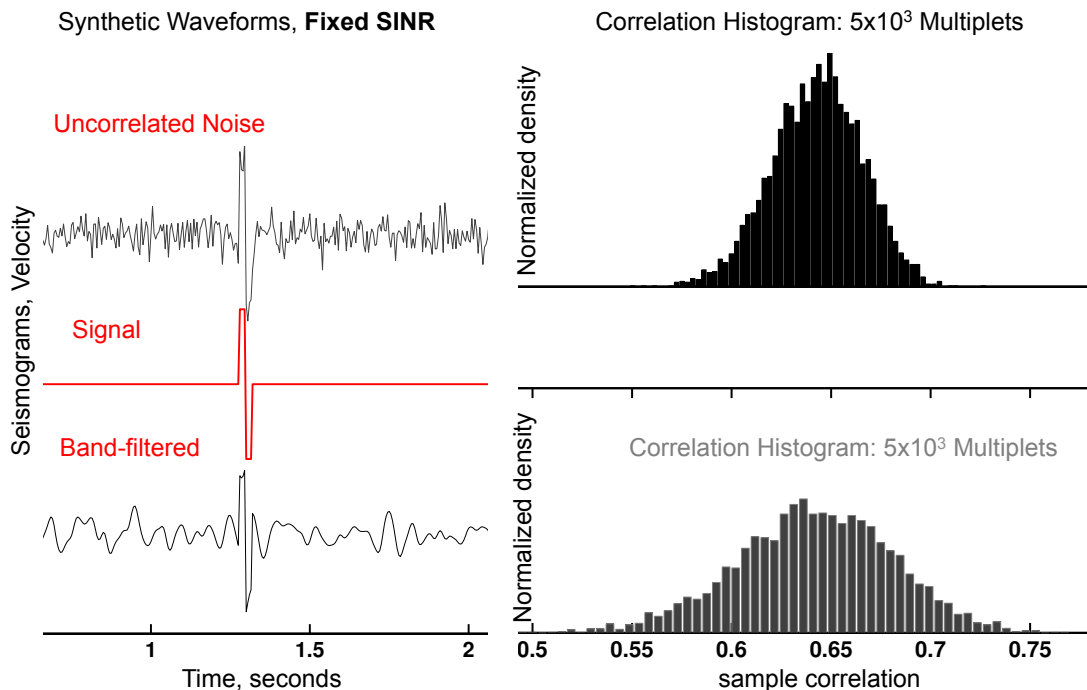 Synthetic Waveforms, Fixed SINR
Uncorrelated Noise
Signal
Band-filtered
Seismograms, Velocity
1 1.5 2
Time, seconds
Correlation Histogram: 5x10³ Multiplets
Normalized density
Correlation Histogram: 5x10³ Multiplets
Normalized density
0.5 0.55 0.6 0.65 0.7 0.75
sample correlation